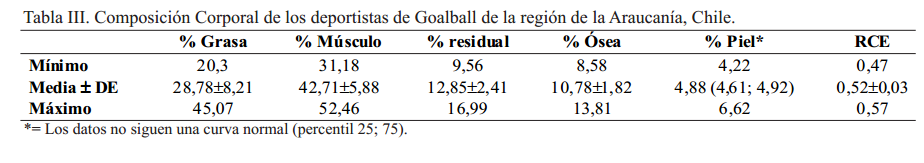 Tabla III. Composición Corporal de los deportistas de Goalball de la región de la Araucanía, Chile.
% Grasa % Músculo % residual % Ósea % Piel* RCE
Mínimo 20,3 31,18 9,56 8,58 4,22 0,47
Media ± DE 28,78±8,21 42,71±5,88 12,85±2,41 10,78±1,82 4,88 (4,61; 4,92) 0,52±0,03
Máximo 45,07 52,46 16,99 13,81 6,62 0,57
*= Los datos no siguen una curva normal (percentil 25; 75).